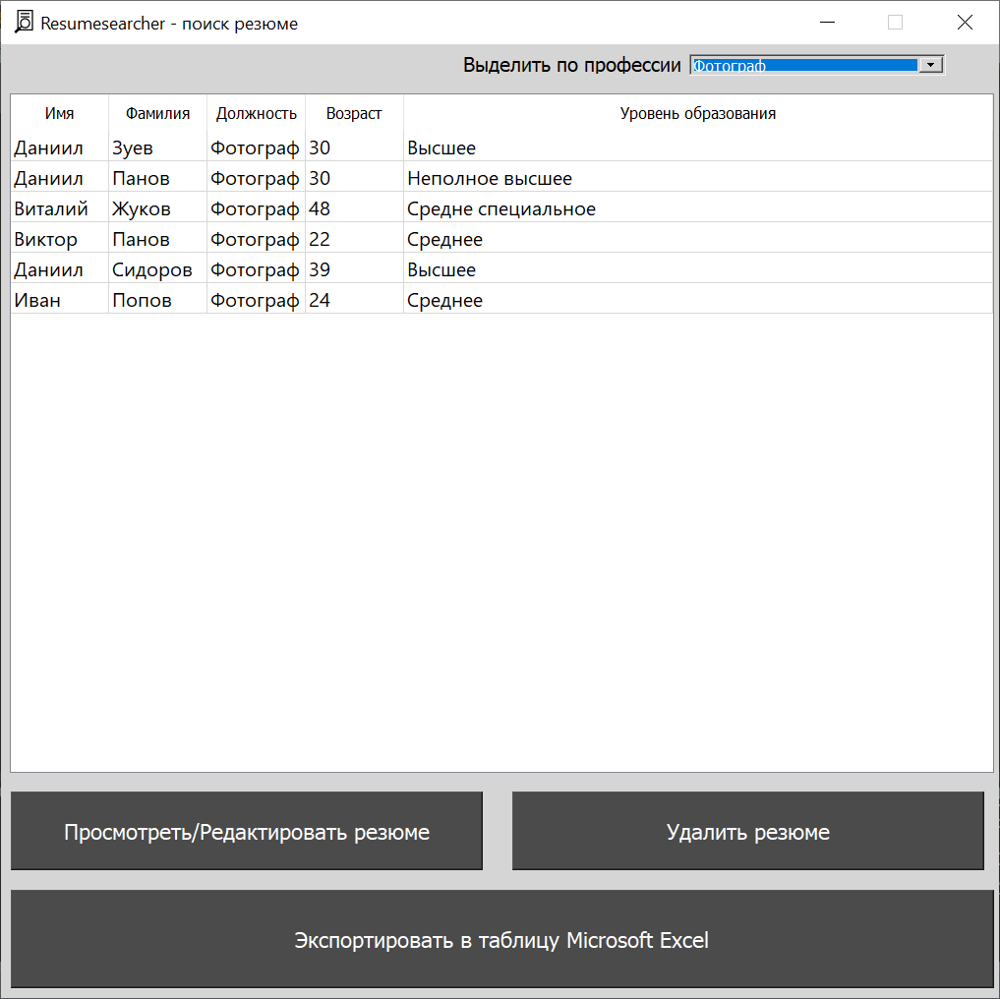 Resumesearcher - поиск резюме
Выделить по профессии Фотограф
Имя Фамилия Должность Возраст Уровень образования
Даниил Зуев Фотограф 30 Высшее
Даниил Панов Фотограф 30 Неполное высшее
Виталий Жуков Фотограф 48 Средне специальное
Виктор Панов Фотограф 22 Среднее
Даниил Сидоров Фотограф 39 Высшее
Иван Попов Фотограф 24 Среднее
Просмотреть/Редактировать резюме Удалить резюме
Экспортировать в таблицу Microsoft Excel